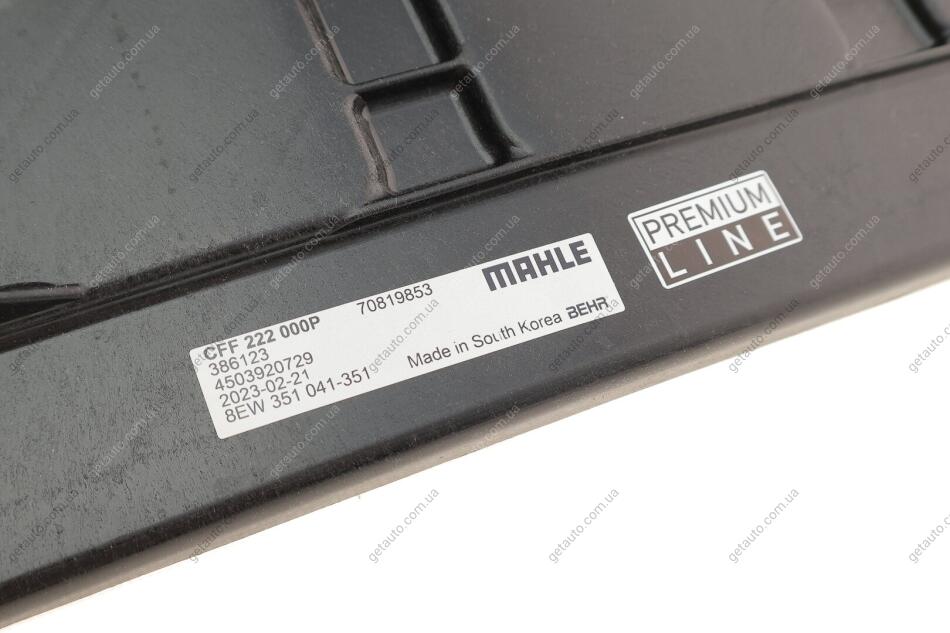 MAHLE
70819853
CFF 222 000P
386123
4503920729
2023-02-21
8EW 351 041-351
Made in South Korea BEHR
PREMIUM
LINE
getauto.com.ua